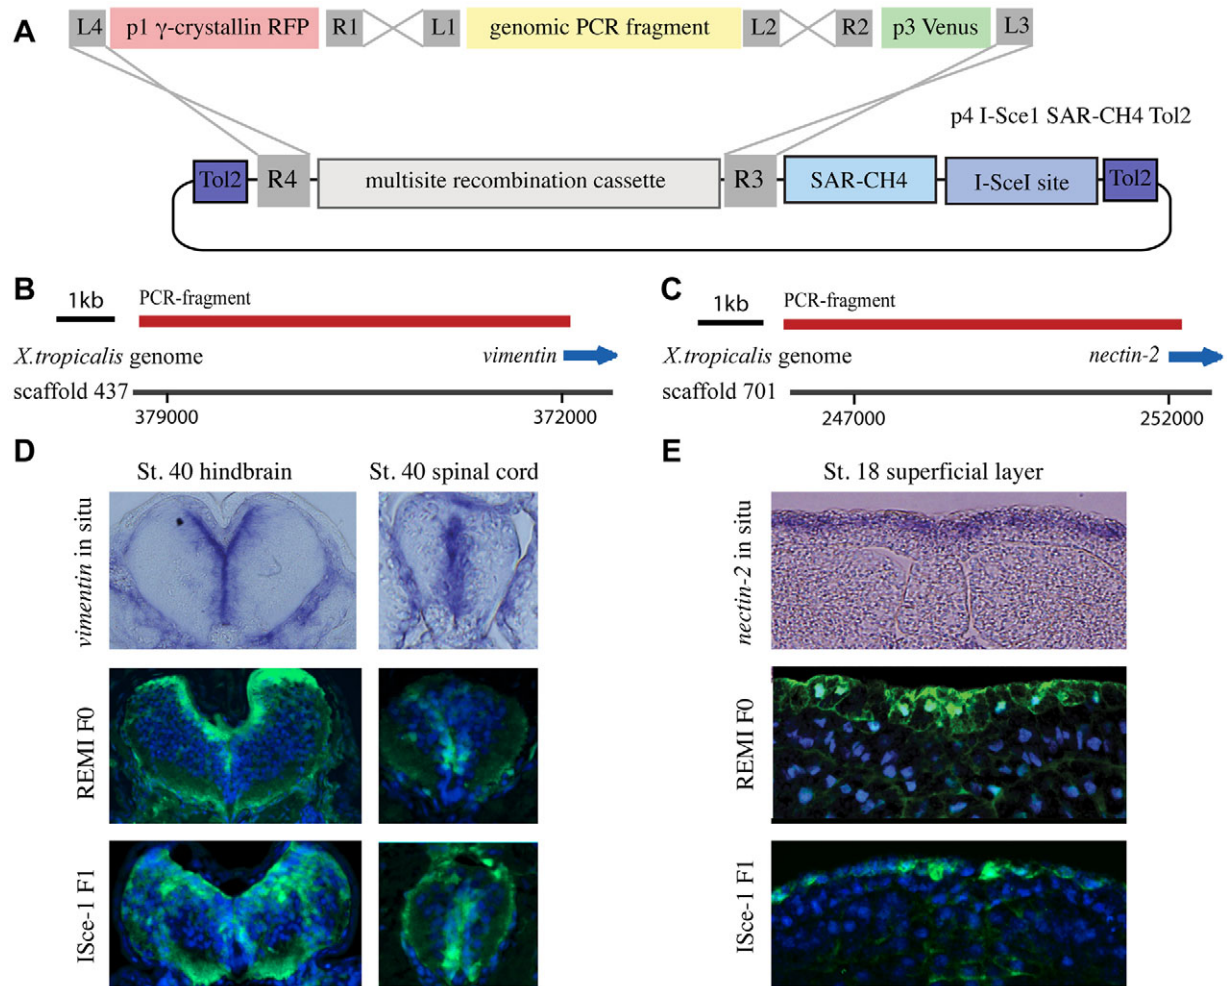 A
L4 p1 γ-crystallin RFP R1 L1 genomic PCR fragment L2 R2 p3 Venus L3
p4 I-Sce1 SAR-CH4 Tol2
Tol2 R4 multisite recombination cassette R3 SAR-CH4 I-SceI site Tol2
B
1kb PCR-fragment
X.tropicalis genome vimentin
scaffold 437
379000 372000
C
1kb PCR-fragment
X.tropicalis genome nectin-2
scaffold 701
247000 252000
D
St. 40 hindbrain St. 40 spinal cord
vimentin in situ
REMI F0
ISce-1 F1
E
St. 18 superficial layer
nectin-2 in situ
REMI F0
ISce-1 F1